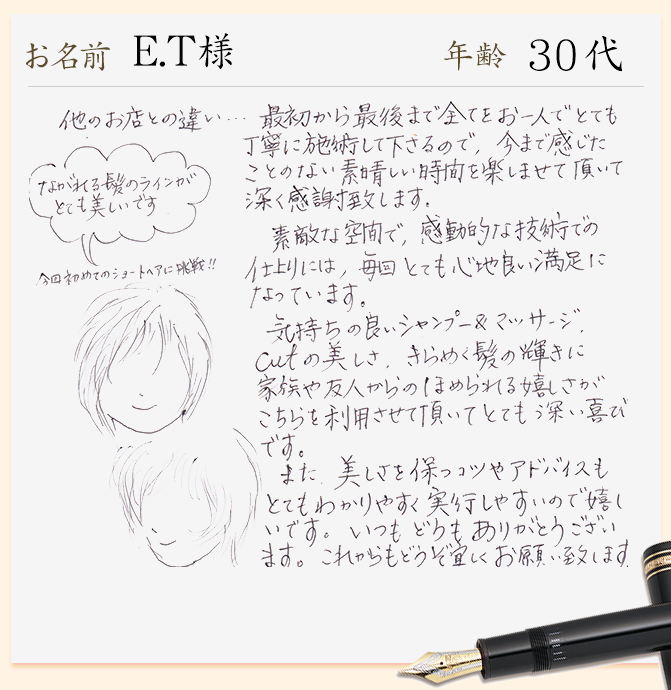 お名前 E.T様 年齢 30代
他のお店との違い… 最初から最後まで全てをお一人でとても
丁寧に施術して下さるので、今まで感じた
ことのない素晴しい時間を楽しませて頂いて
深く感謝致します。
素敵な空間で、感動的な技術での
仕上りには、毎回とても心地良い満足に
なっています。
気持ちの良いシャンプー&マッサージ、
cutの美しさ、きらめく髪の輝きに
家族や友人からのほめられる嬉しさが
こちらを利用させて頂いてとても深い喜び
です。
また、美しさを保つコツやアドバイスも
とてもわかりやすく実行しやすいので嬉し
いです。いつもどうもありがとうござい
ます。これからもどうぞ宜しくお願い致します
ながれる髪のラインが
とても美しいです
今回初めてのショートヘアに挑戦!!